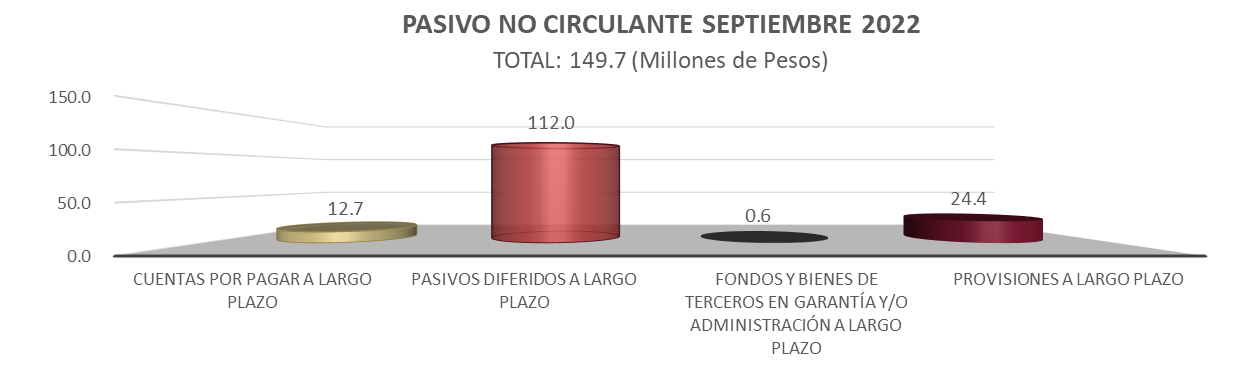 PASIVO NO CIRCULANTE SEPTIEMBRE 2022
TOTAL: 149.7 (Millones de Pesos)
150.0
100.0
50.0
0.0
12.7
112.0
0.6
24.4
CUENTAS POR PAGAR A LARGO
PLAZO
PASIVOS DIFERIDOS A LARGO
PLAZO
FONDOS Y BIENES DE
TERCEROS EN GARANTÍA Y/O
ADMINISTRACIÓN A LARGO
PLAZO
PROVISIONES A LARGO PLAZO